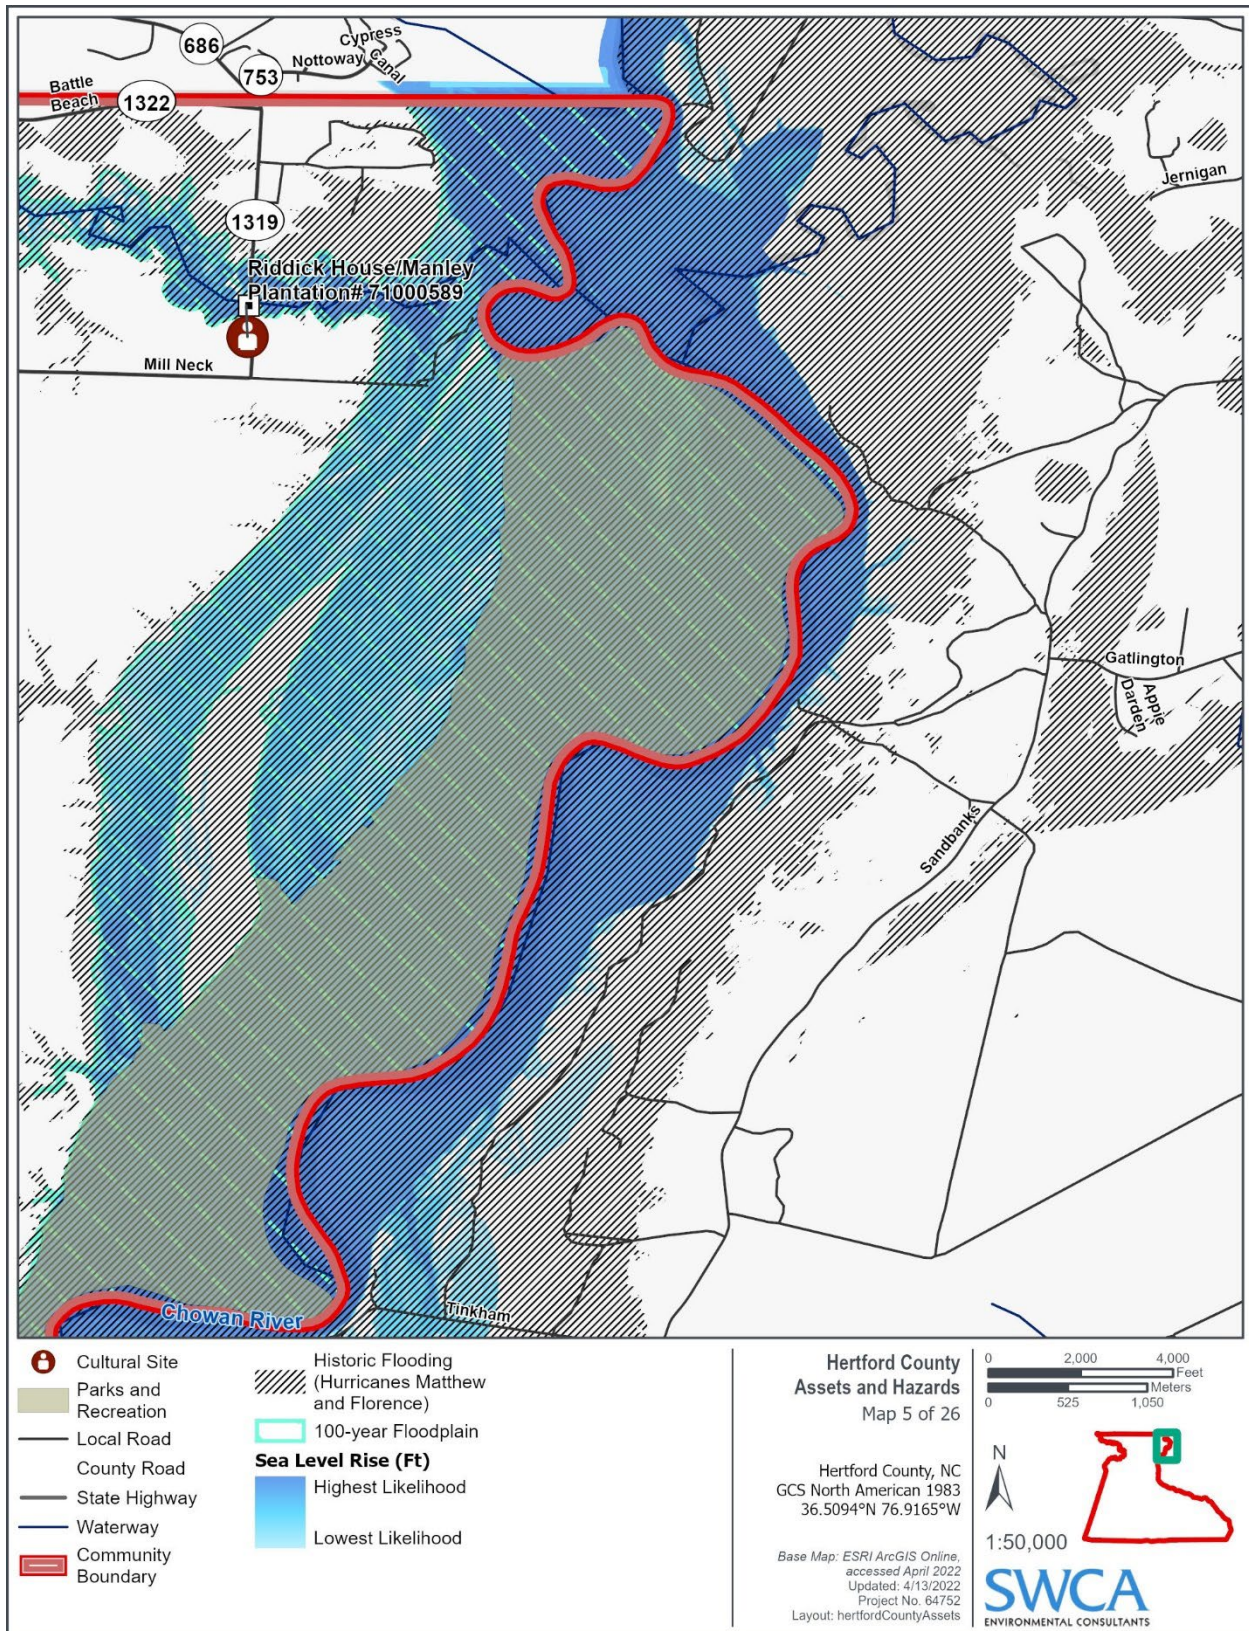 686
Cypress
Nottoway
Canal
753
Battle
Beach
1322
Jernigan
1319
Riddick House/Manley
Plantation# 71000589
Mill Neck
Gatlington
Appie
Darden
Sandbanks
Tinkham
Chowan River
Cultural Site
Parks and
Recreation
Local Road
County Road
State Highway
Waterway
Community
Boundary
Historic Flooding
(Hurricanes Matthew
and Florence)
100-year Floodplain
Sea Level Rise (Ft)
Highest Likelihood
Lowest Likelihood
Hertford County
Assets and Hazards
Map 5 of 26
Hertford County, NC
GCS North American 1983
36.5094°N 76.9165°W
Base Map: ESRI ArcGIS Online,
accessed April 2022
Updated: 4/13/2022
Project No. 64752
Layout: hertfordCountyAssets
0 2,000 4,000
Feet
Meters
0 525 1,050
N
1:50,000
SWCA
ENVIRONMENTAL CONSULTANTS